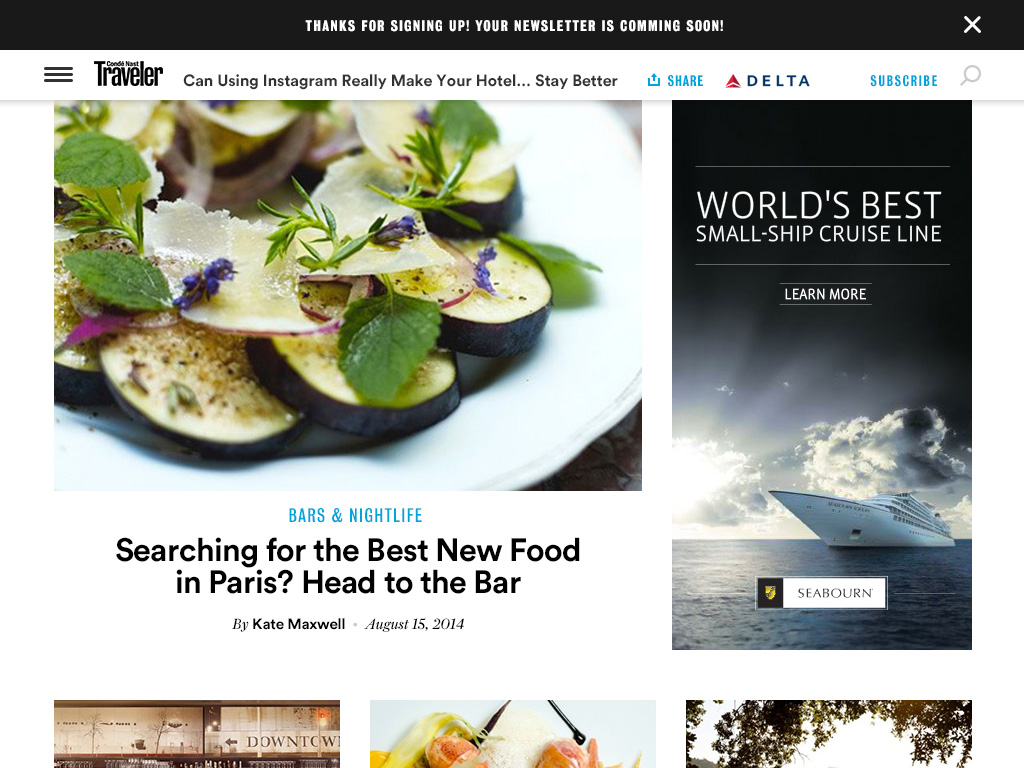 THANKS FOR SIGNING UP! YOUR NEWSLETTER IS COMMING SOON!
Condé Nast
Traveler
Can Using Instagram Really Make Your Hotel... Stay Better
SHARE
DELTA
SUBSCRIBE
WORLD'S BEST
SMALL-SHIP CRUISE LINE
LEARN MORE
SEABOURN
BARS & NIGHTLIFE
Searching for the Best New Food
in Paris? Head to the Bar
By Kate Maxwell • August 15, 2014
DOWNTOWN